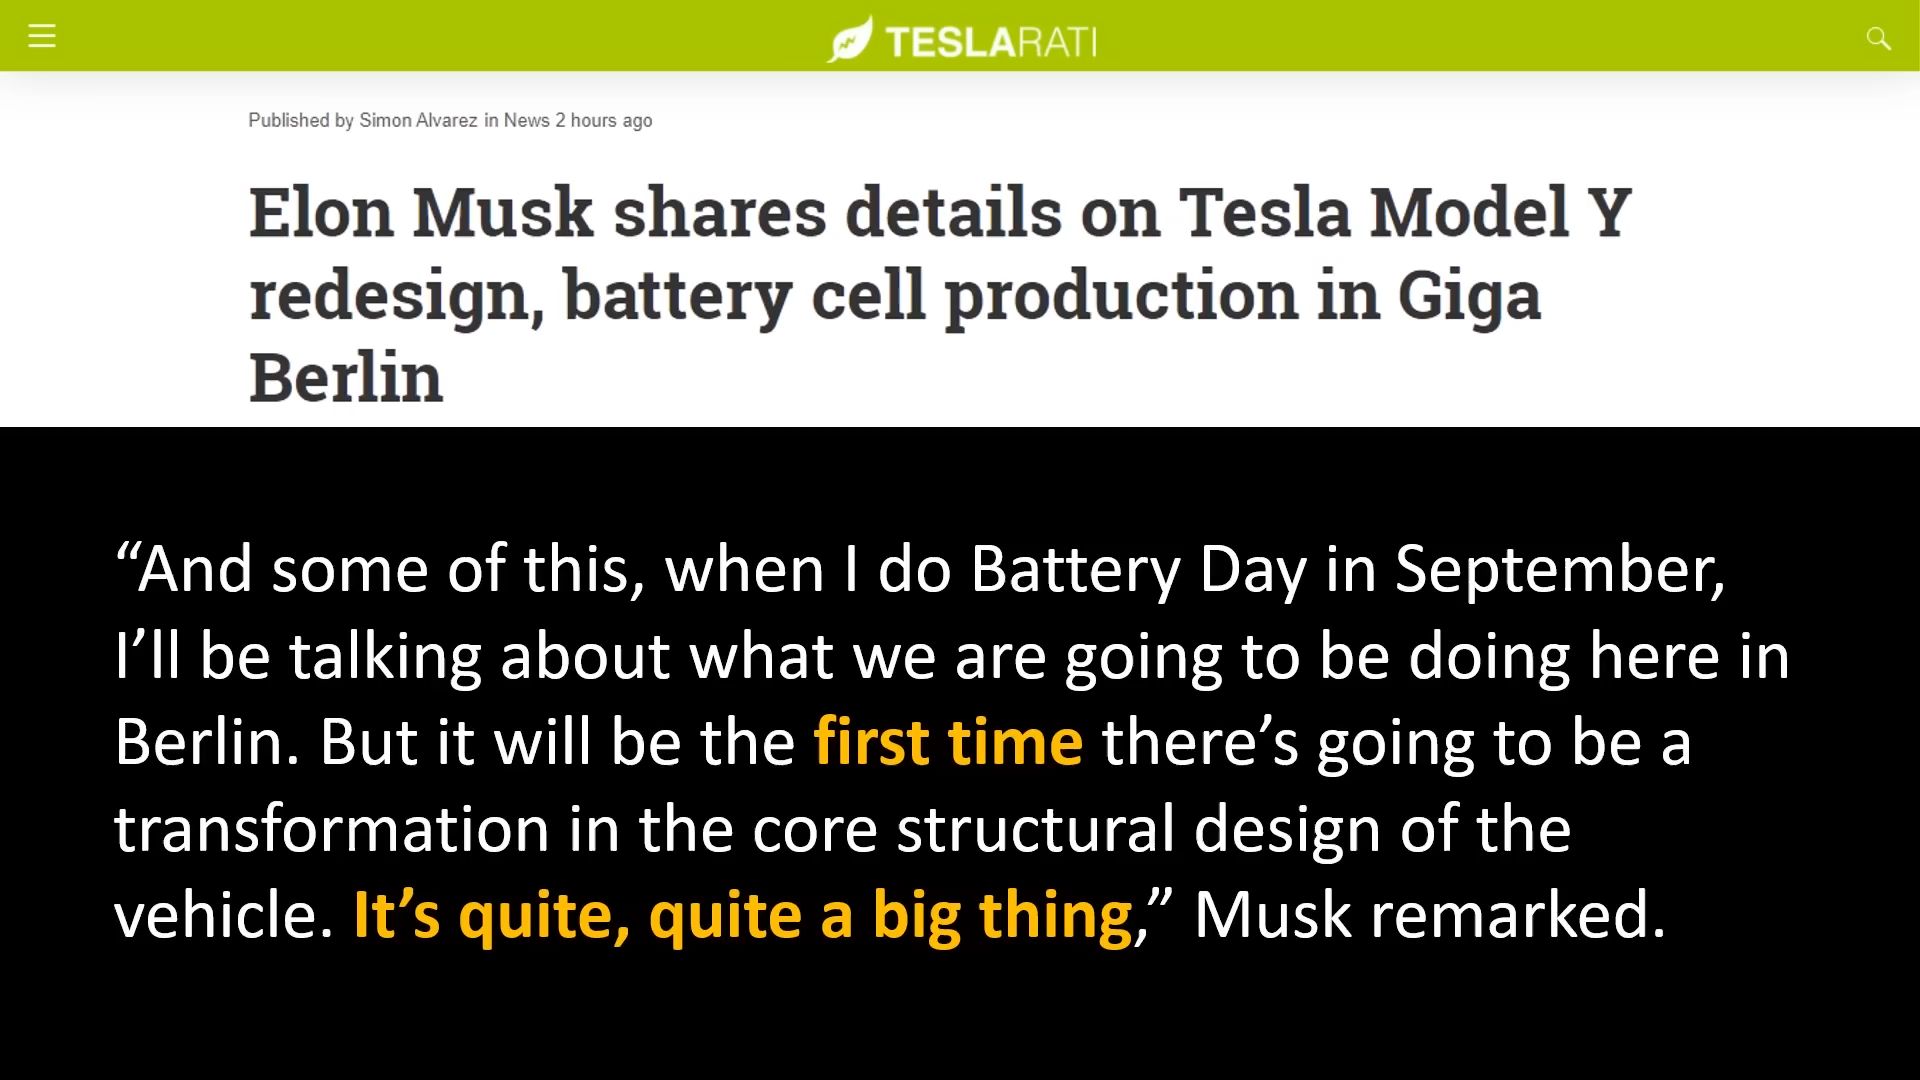 TESLARATI
Published by Simon Alvarez in News 2 hours ago
Elon Musk shares details on Tesla Model Y
redesign, battery cell production in Giga
Berlin
“And some of this, when I do Battery Day in September,
I’ll be talking about what we are going to be doing here in
Berlin. But it will be the first time there’s going to be a
transformation in the core structural design of the
vehicle. It’s quite, quite a big thing,” Musk remarked.